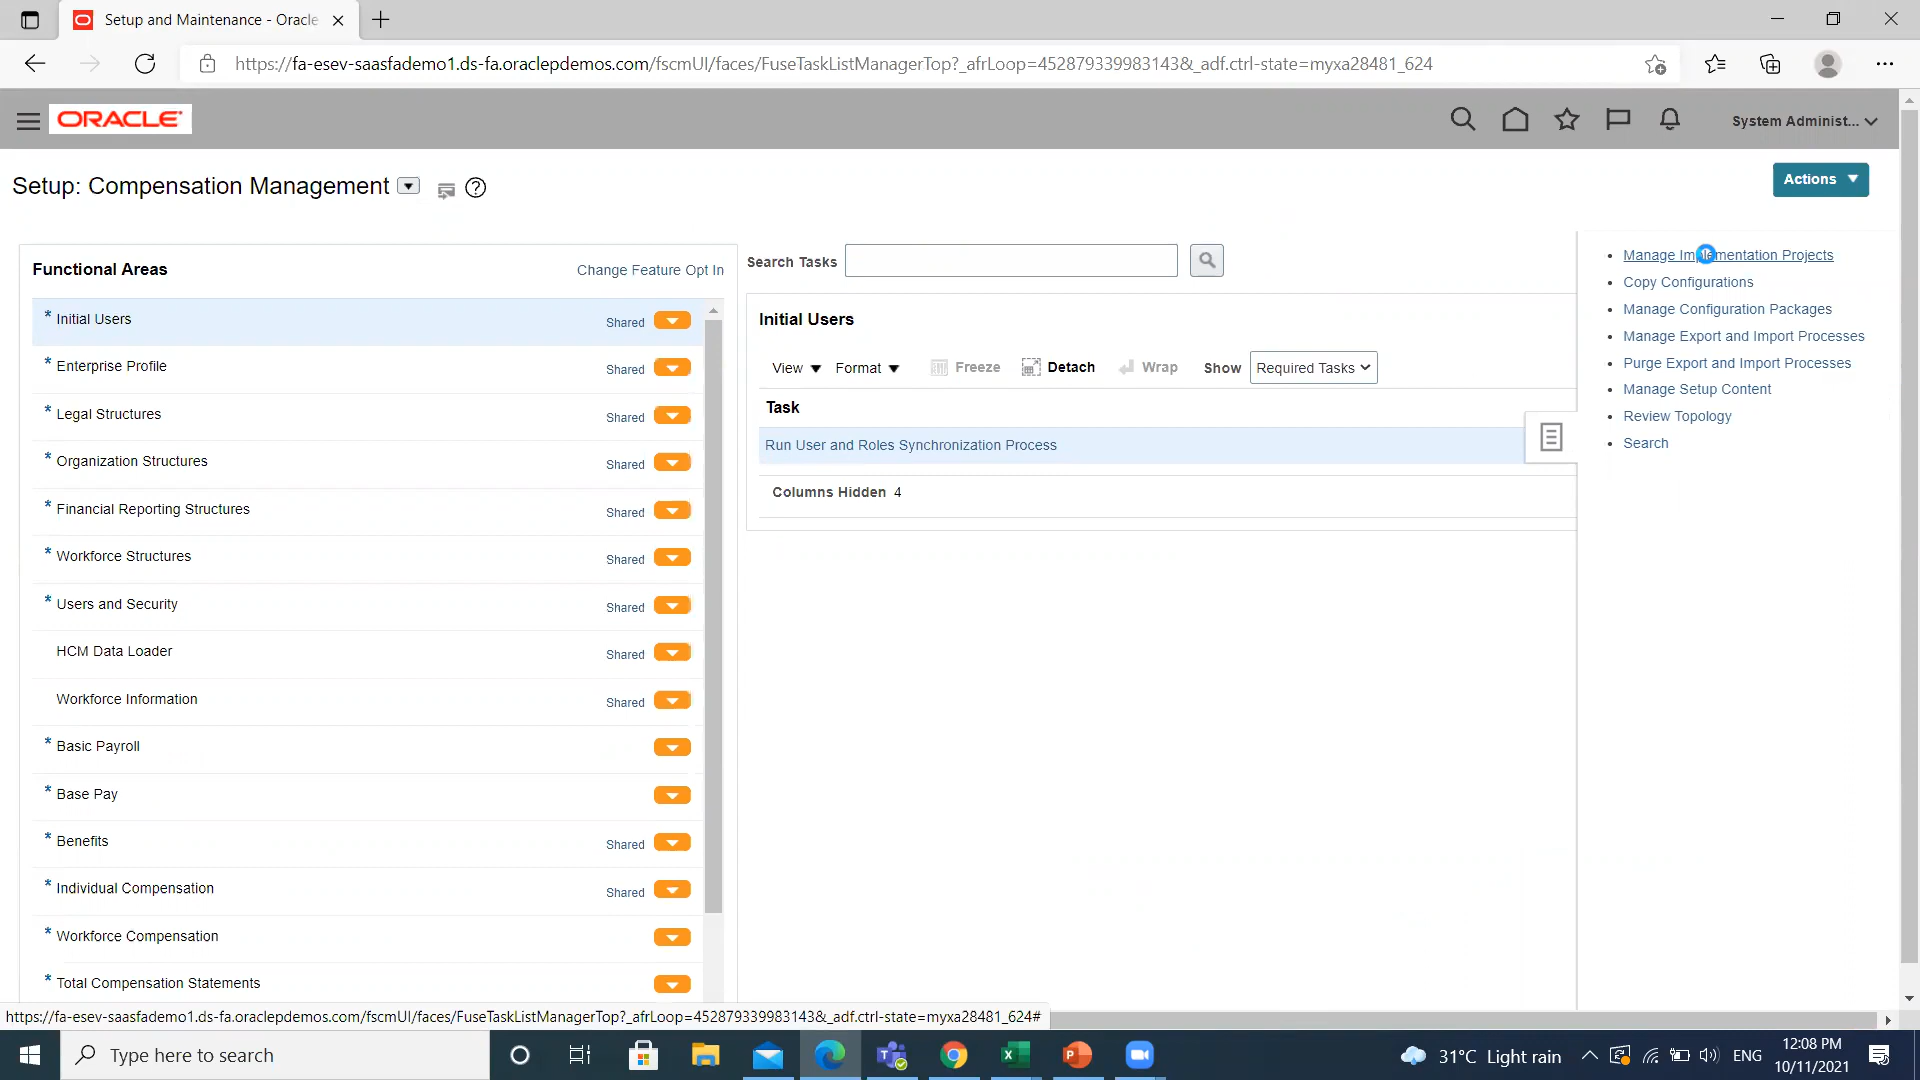 Setup and Maintenance - Oracle
https://fa-esev-saasfademo1.ds-fa.oraclepdemos.com/fscmUI/faces/FuseTaskListManagerTop?_afrLoop=452879339983143&_adf.ctrl-state=myxa28481_624
ORACLE
System Administ...
Setup: Compensation Management
Actions
Functional Areas
Change Feature Opt In
* Initial Users Shared
* Enterprise Profile Shared
* Legal Structures Shared
* Organization Structures Shared
* Financial Reporting Structures Shared
* Workforce Structures Shared
* Users and Security Shared
HCM Data Loader Shared
Workforce Information Shared
* Basic Payroll
* Base Pay
* Benefits Shared
* Individual Compensation Shared
* Workforce Compensation
* Total Compensation Statements
Search Tasks
Initial Users
View Format Freeze Detach Wrap Show Required Tasks
Task
Run User and Roles Synchronization Process
Columns Hidden 4
Manage Implementation Projects
Copy Configurations
Manage Configuration Packages
Manage Export and Import Processes
Purge Export and Import Processes
Manage Setup Content
Review Topology
Search
https://fa-esev-saasfademo1.ds-fa.oraclepdemos.com/fscmUI/faces/FuseTaskListManagerTop?_afrLoop=452879339983143&_adf.ctrl-state=myxa28481_624#
Type here to search
31°C Light rain
ENG
12:08 PM
10/11/2021